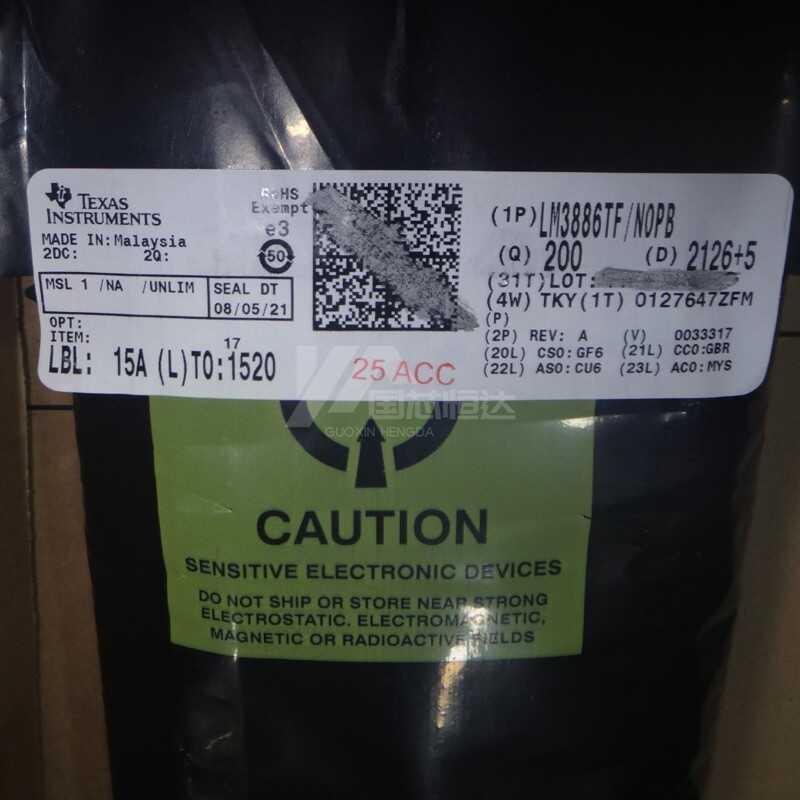 TEXAS
INSTRUMENTS
MADE IN: Malaysia
2DC: 2Q:
MSL 1 /NA /UNLIM
SEAL DT
08/05/21
OPT:
ITEM:
17
LBL: 15A (L)TO:1520
RoHS
Exempt
e3
50
25 ACC
(1P) LM3886TF/NOPB
(Q) 200 (D) 2126+5
(31T)LOT:
(4W) TKY(1T) 0127647ZFM
(P)
(2P) REV: A (V) 0033317
(20L) CSO:GF6 (21L) CCO:GBR
(22L) ASO:CU6 (23L) ACO:MYS
国芯恒达
GUOXIN HENGDA
CAUTION
SENSITIVE ELECTRONIC DEVICES
DO NOT SHIP OR STORE NEAR STRONG
ELECTROSTATIC. ELECTROMAGNETIC,
MAGNETIC OR RADIOACTIVE FIELDS